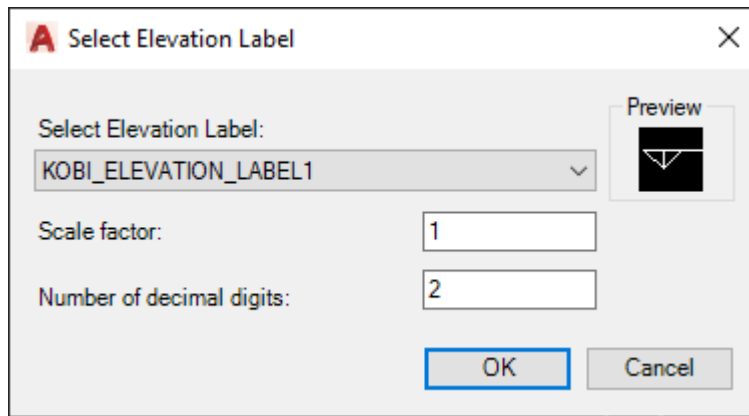 Select Elevation Label
Preview
Select Elevation Label:
KOBI_ELEVATION_LABEL1
Scale factor:
1
Number of decimal digits:
2
OK
Cancel